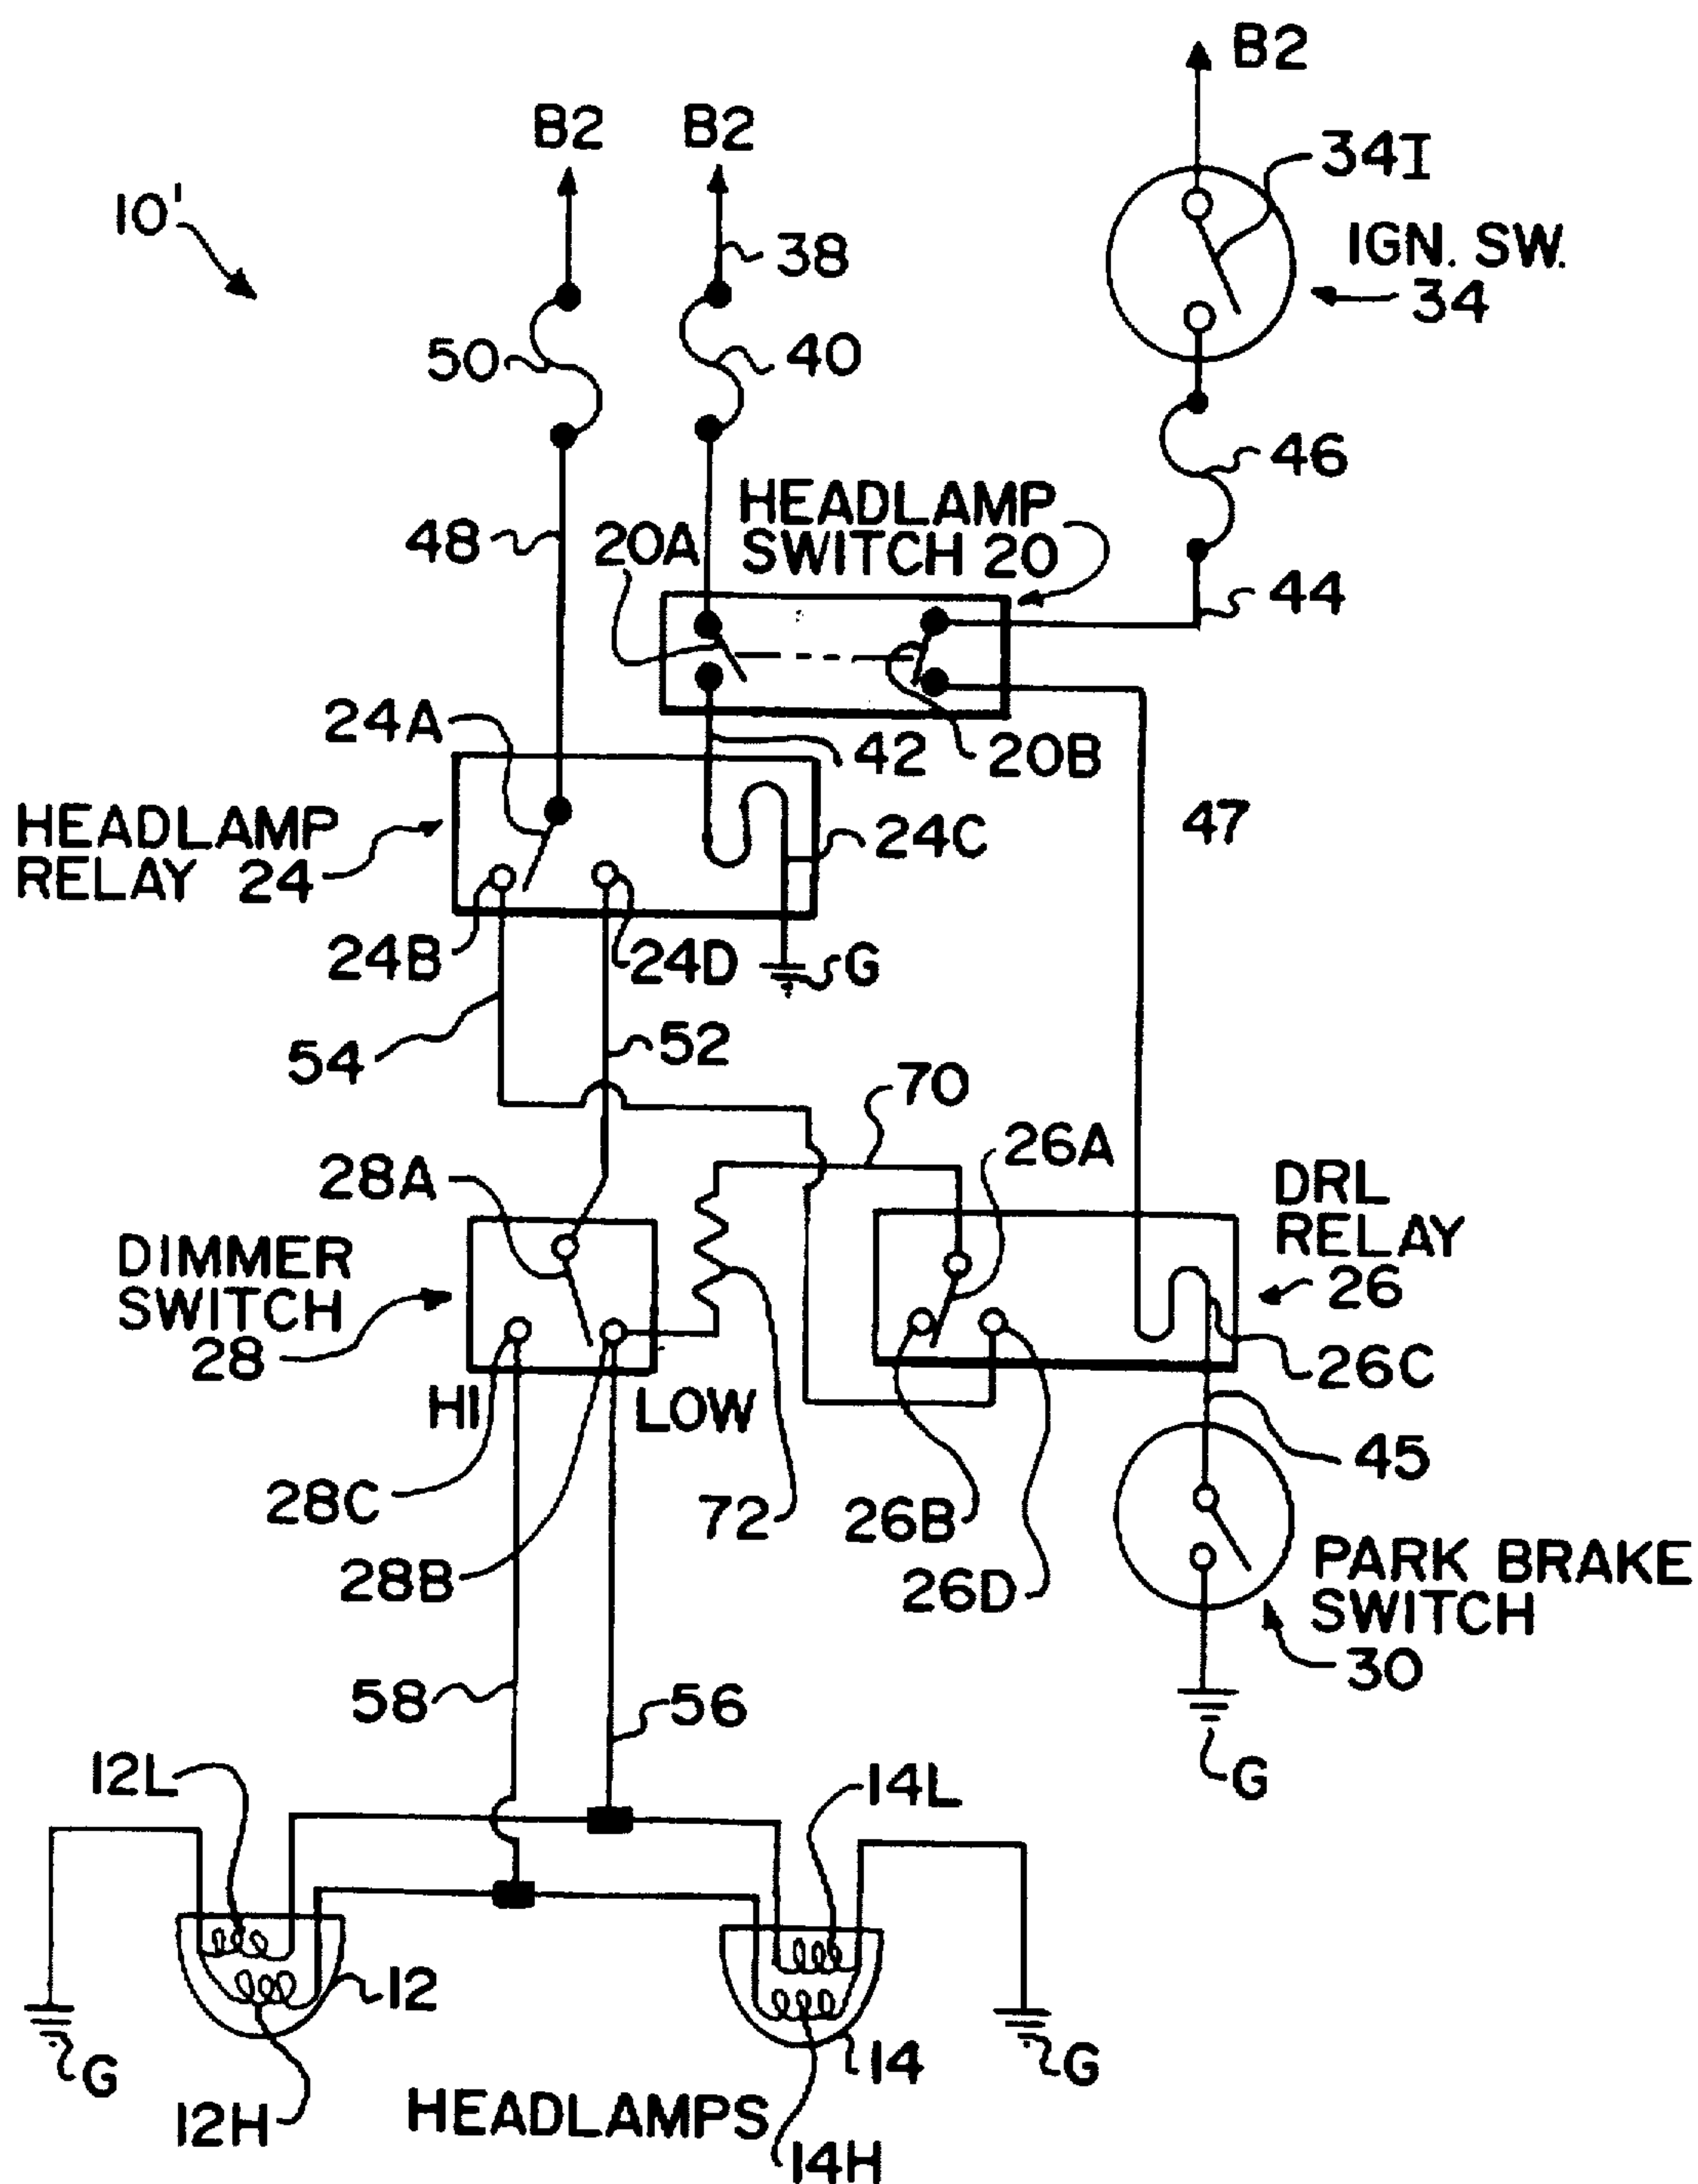 B2
B2
B2
10'
34I
38
IGN. SW.
34
50
40
46
HEADLAMP
SWITCH 20
48
20A
44
24A
42
20B
47
HEADLAMP
RELAY 24
24C
24B
24D
G
54
52
70
26A
28A
DRL
RELAY
26
DIMMER
SWITCH
28
26C
HI
LOW
45
28C
72
26B
28B
26D
PARK BRAKE
SWITCH
30
58
56
G
12L
14L
12
14
G
G
12H
HEADLAMPS
14H